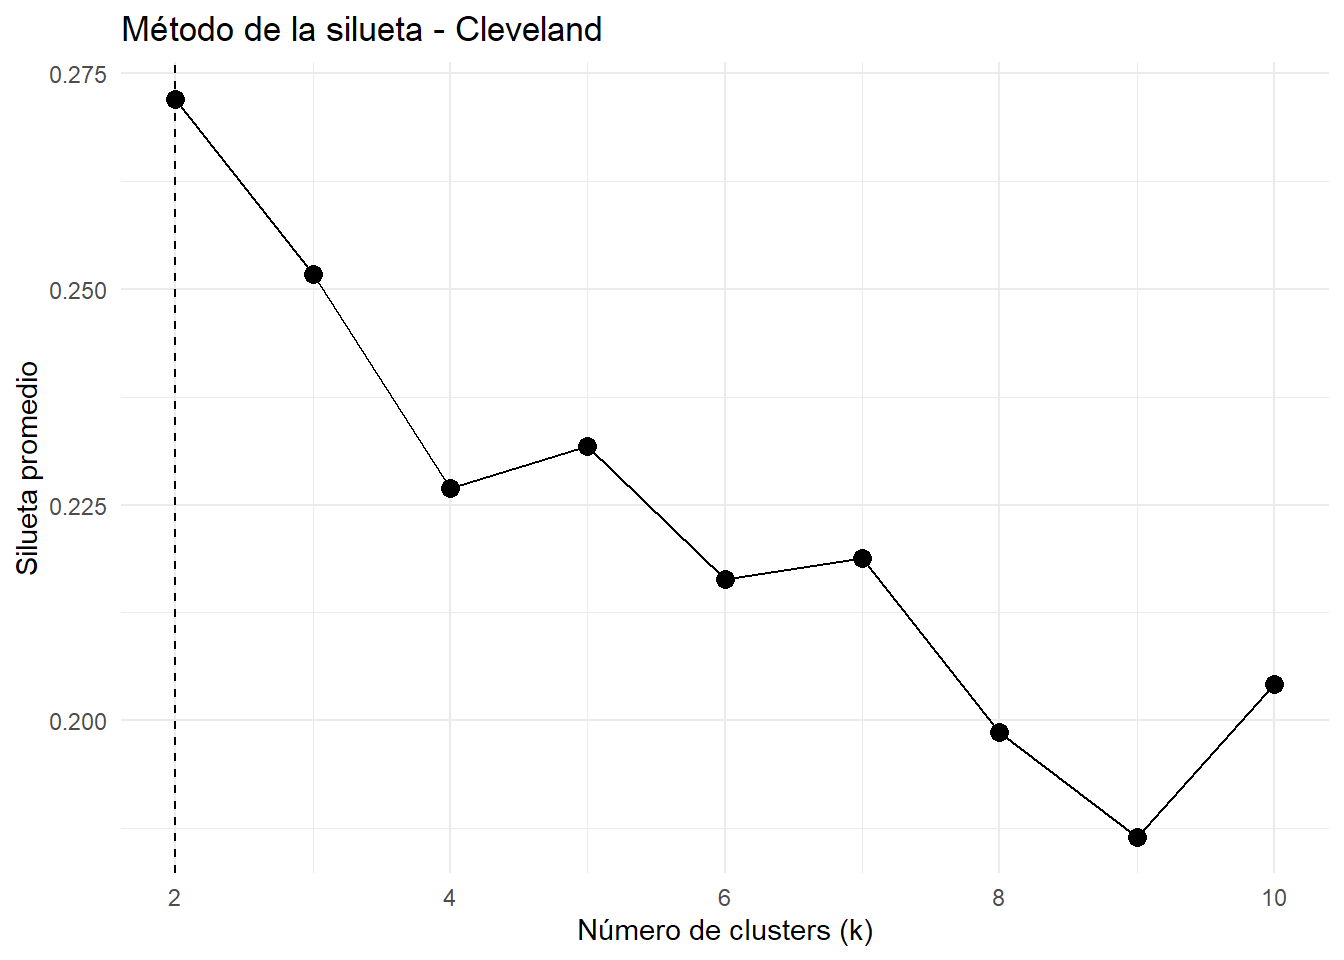 Método de la silueta - Cleveland
0.275
0.250
0.225
0.200
Silueta promedio
2 4 6 8 10
Número de clusters (k)